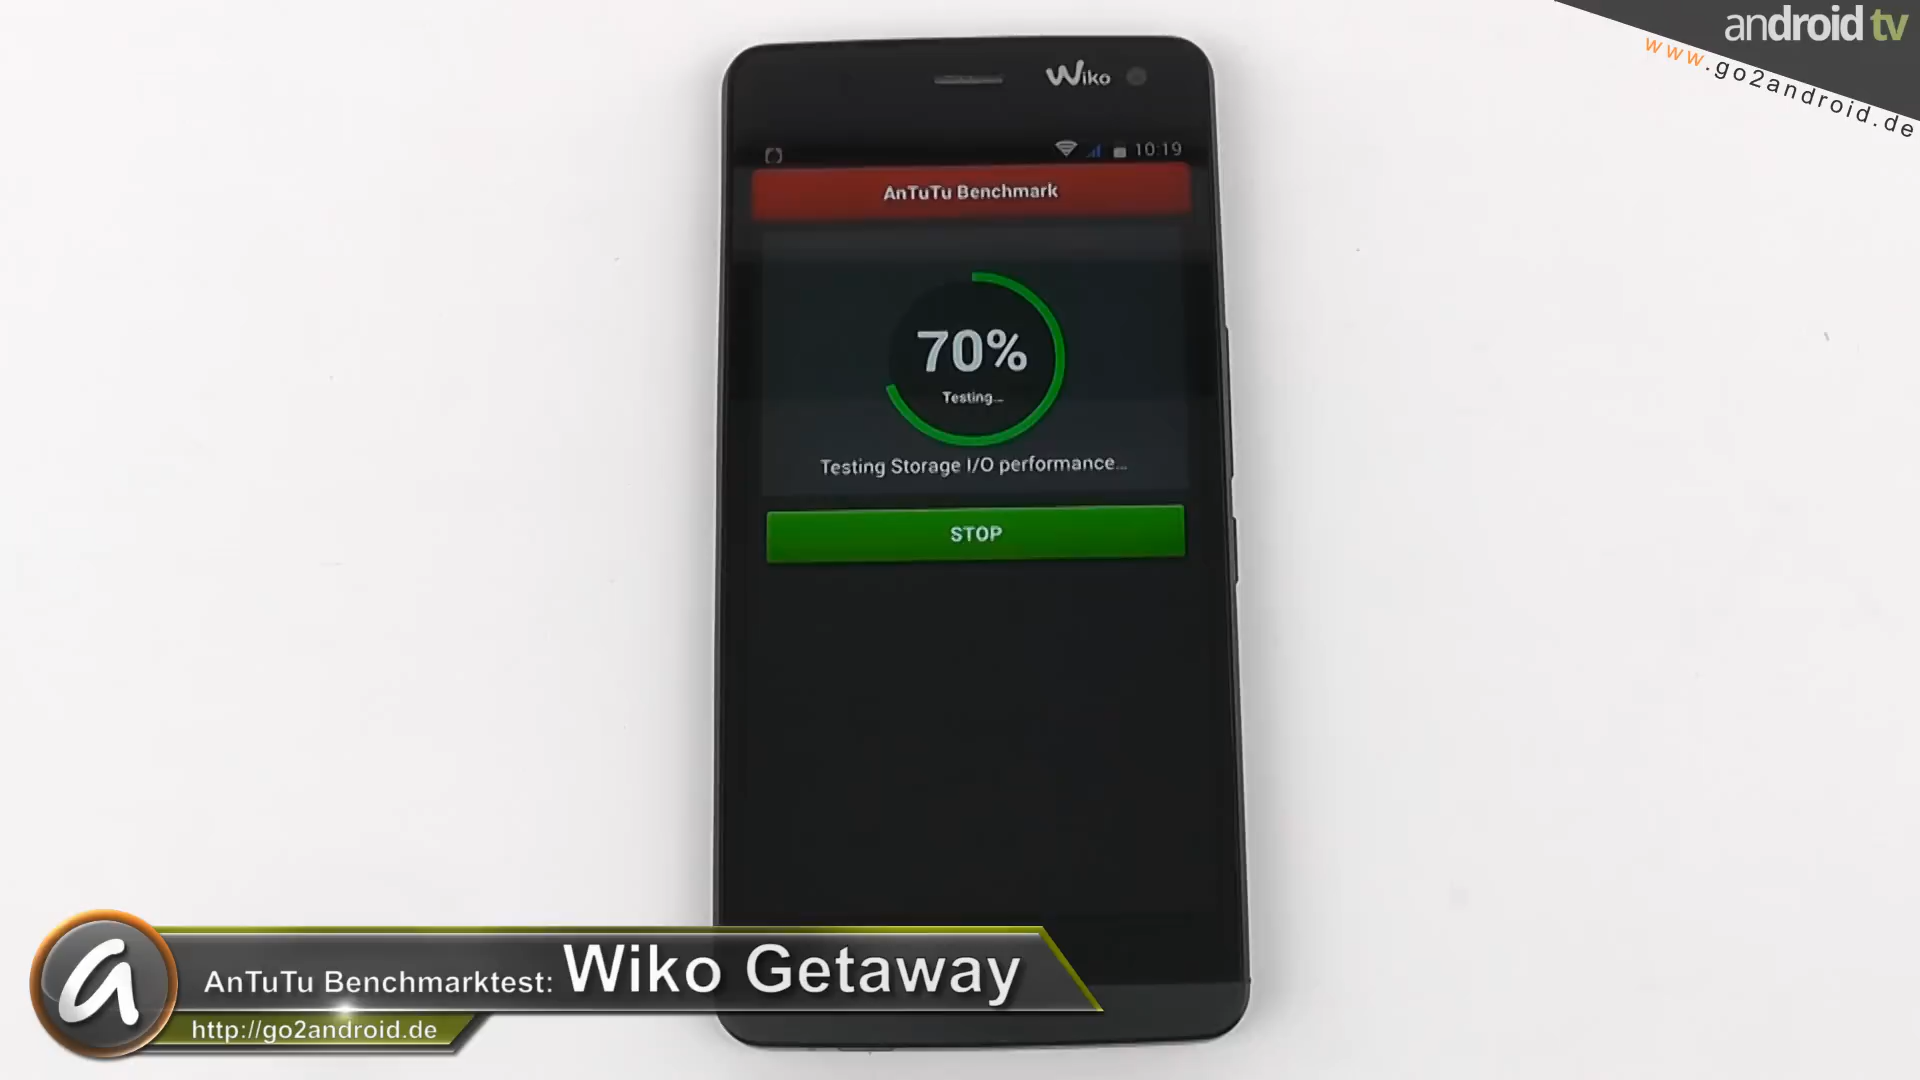 android tv
www.go2android.de
Wiko
10:19
AnTuTu Benchmark
70%
Testing...
Testing Storage I/O performance...
STOP
AnTuTu Benchmarktest: Wiko Getaway
http://go2android.de